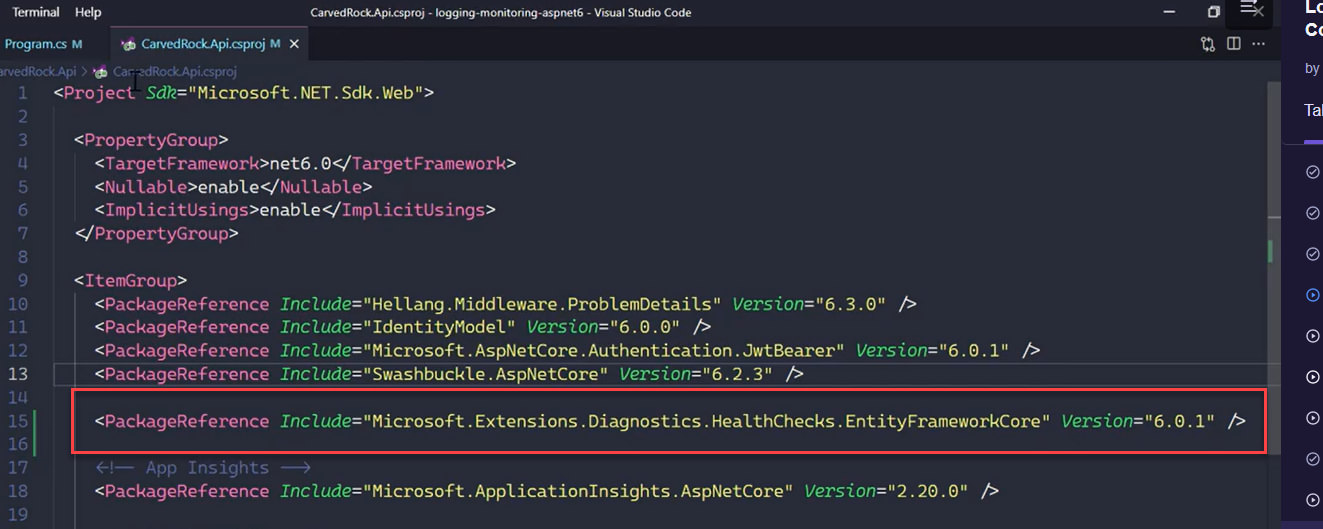 Terminal Help CarvedRock.Api.csproj - logging-monitoring-aspnet6 - Visual Studio Code
Program.cs M CarvedRock.Api.csproj M
arvedRock.Api > CarvedRock.Api.csproj
1 <Project Sdk="Microsoft.NET.Sdk.Web">
2
3 <PropertyGroup>
4 <TargetFramework>net6.0</TargetFramework>
5 <Nullable>enable</Nullable>
6 <ImplicitUsings>enable</ImplicitUsings>
7 </PropertyGroup>
8
9 <ItemGroup>
10 <PackageReference Include="Hellang.Middleware.ProblemDetails" Version="6.3.0" />
11 <PackageReference Include="IdentityModel" Version="6.0.0" />
12 <PackageReference Include="Microsoft.AspNetCore.Authentication.JwtBearer" Version="6.0.1" />
13 <PackageReference Include="Swashbuckle.AspNetCore" Version="6.2.3" />
14
15 <PackageReference Include="Microsoft.Extensions.Diagnostics.HealthChecks.EntityFrameworkCore" Version="6.0.1" />
16
17 <!-- App Insights -->
18 <PackageReference Include="Microsoft.ApplicationInsights.AspNetCore" Version="2.20.0" />
19
Lo
Co
by
Tal